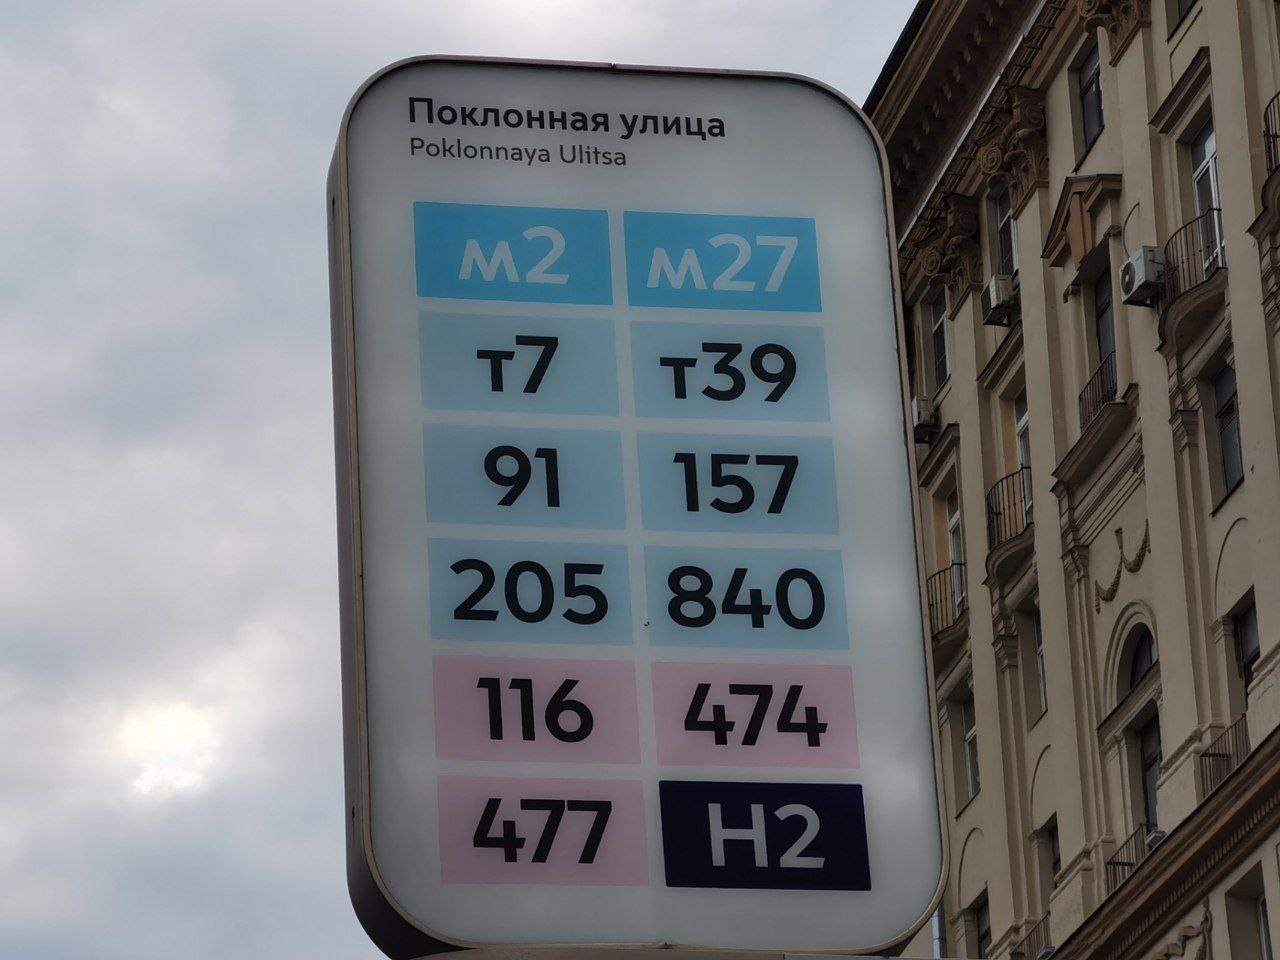 Поклонная улица
Poklonnaya Ulitsa
м2 м27
т7 т39
91 157
205 840
116 474
477 Н2